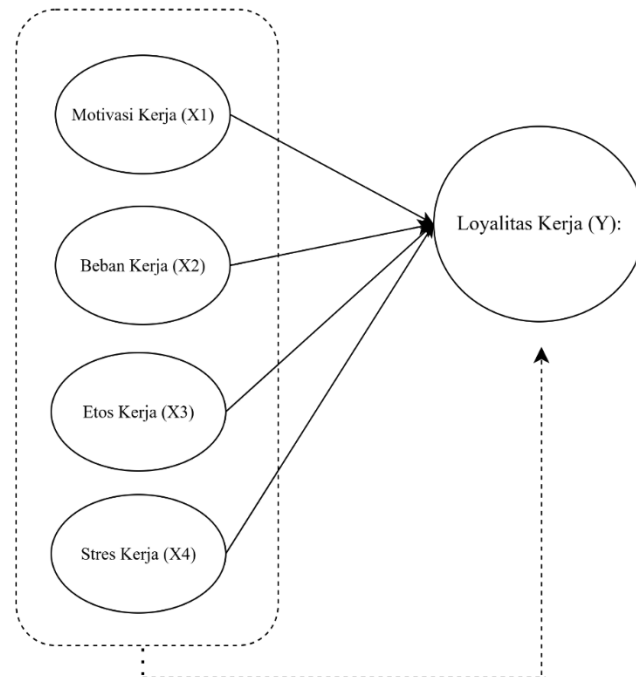 Motivasi Kerja (X1)
Loyalitas Kerja (Y):
Beban Kerja (X2)
Etos Kerja (X3)
Stres Kerja (X4)